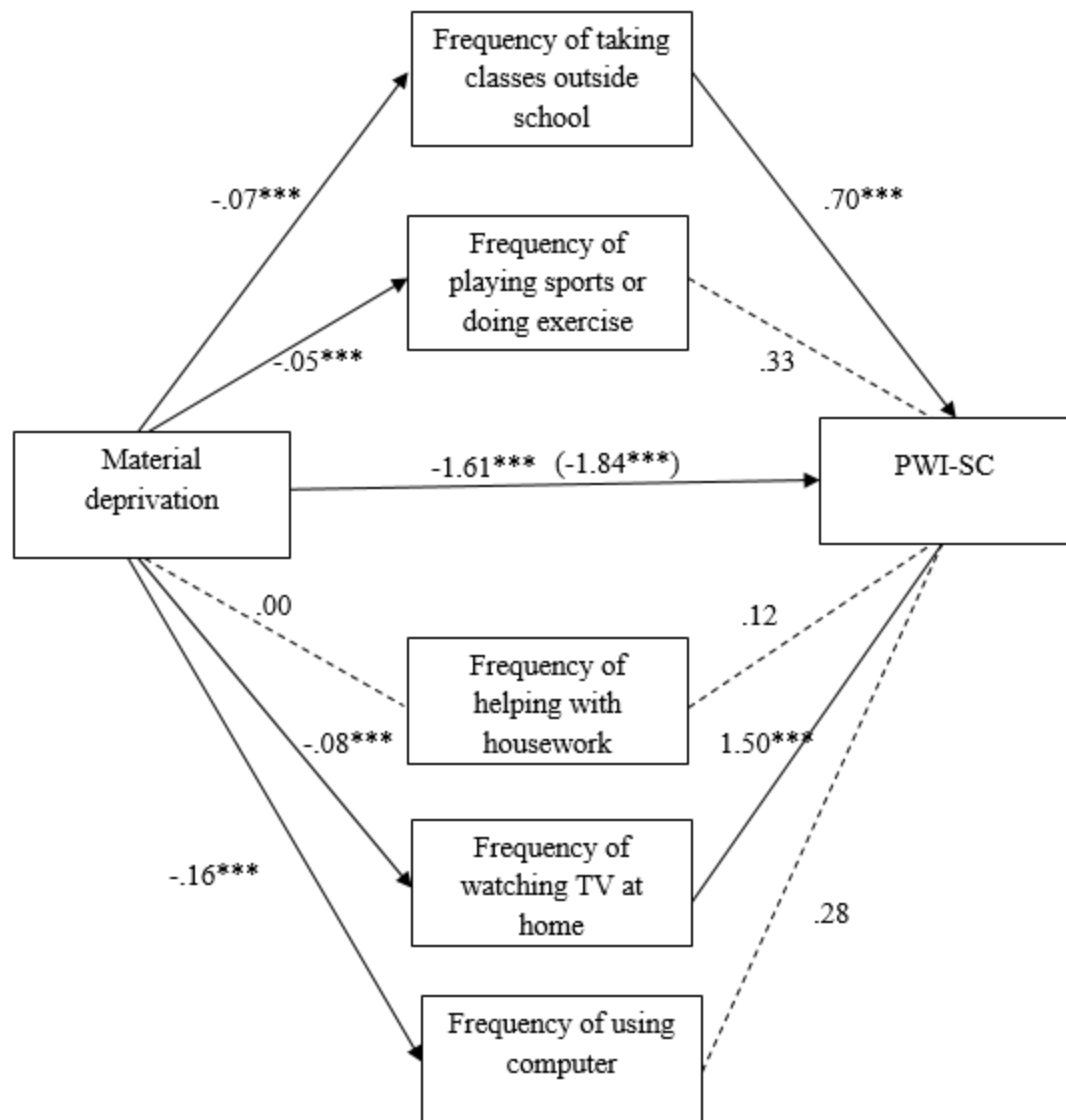 Frequency of taking
classes outside
school
-.07***
.70***
Frequency of
playing sports or
doing exercise
-.05***
.33
Material
deprivation
-1.61*** (-1.84***)
PWI-SC
.00
.12
Frequency of
helping with
housework
-.08***
1.50***
Frequency of
watching TV at
home
-.16***
.28
Frequency of using
computer